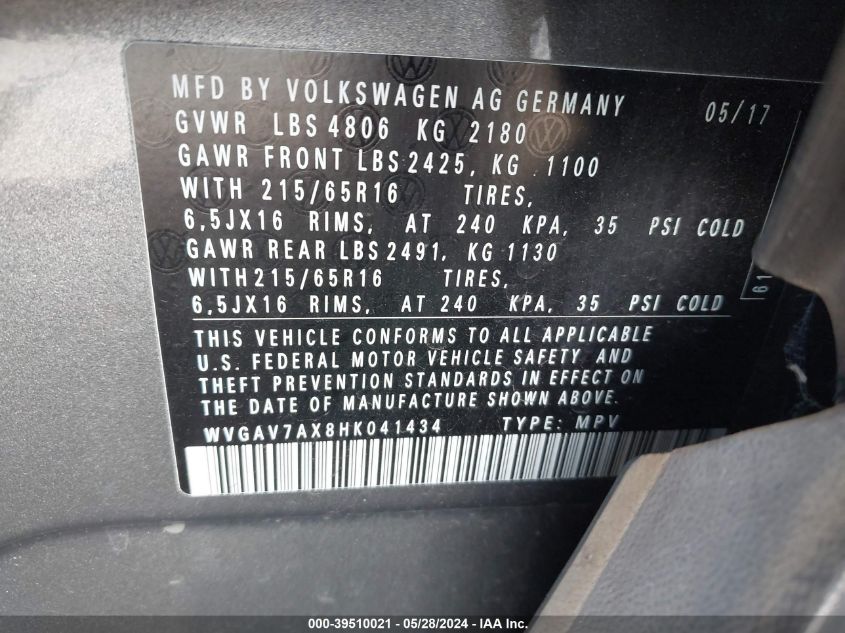 MFD BY VOLKSWAGEN AG GERMANY 05/17
GVWR LBS 4806 KG 2180
GAWR FRONT LBS 2425, KG 1100
WITH 215/65R16 TIRES,
6,5JX16 RIMS, AT 240 KPA, 35 PSI COLD
GAWR REAR LBS 2491, KG 1130
WITH 215/65R16 TIRES,
6,5JX16 RIMS, AT 240 KPA, 35 PSI COLD
THIS VEHICLE CONFORMS TO ALL APPLICABLE
U.S. FEDERAL MOTOR VEHICLE SAFETY AND
THEFT PREVENTION STANDARDS IN EFFECT ON
THE DATE OF MANUFACTURE SHOWN ABOVE.
WVGAV7AX8HK041434 TYPE: MPV
000-39510021 - 05/28/2024 - IAA Inc.